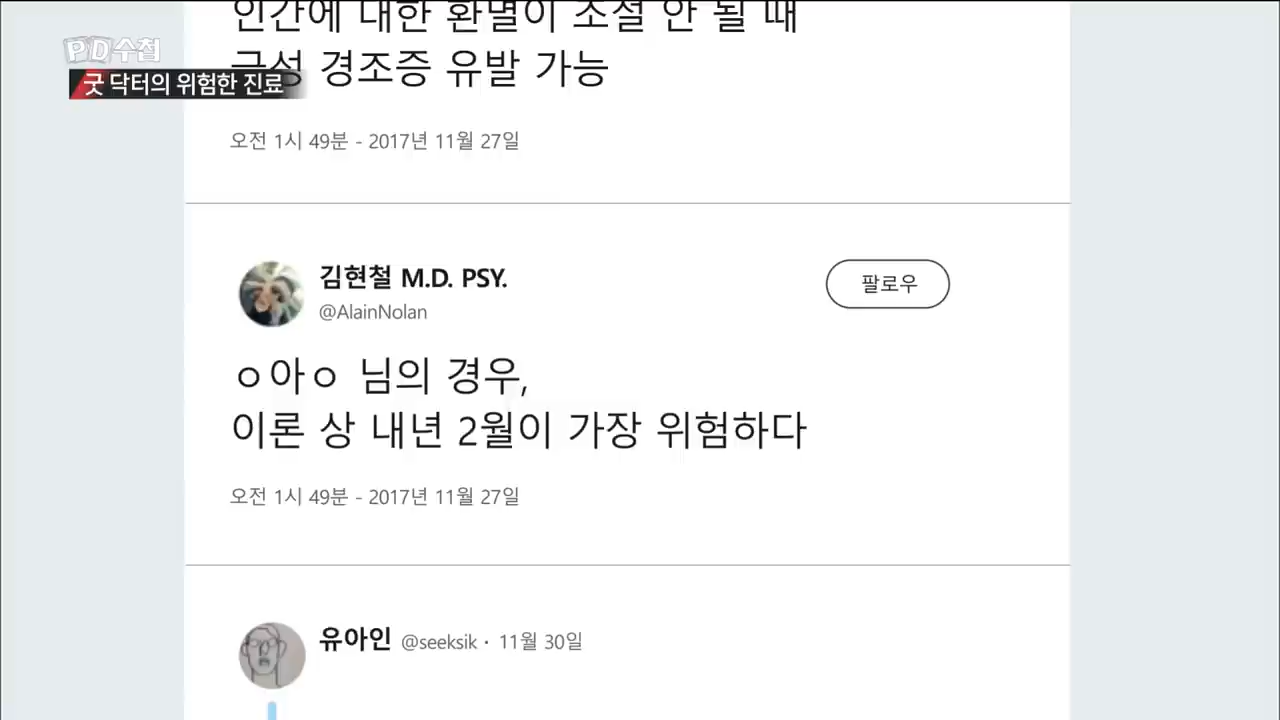 인간에 대한 환멸이 조절 안 될 때
PD수첩
급성 경조증 유발 가능
굿 닥터의 위험한 진료
오전 1시 49분 - 2017년 11월 27일
김현철 M.D. PSY.
팔로우
@AlainNolan
ㅇ아ㅇ 님의 경우,
이론 상 내년 2월이 가장 위험하다
오전 1시 49분 - 2017년 11월 27일
유아인 @seeksik · 11월 30일